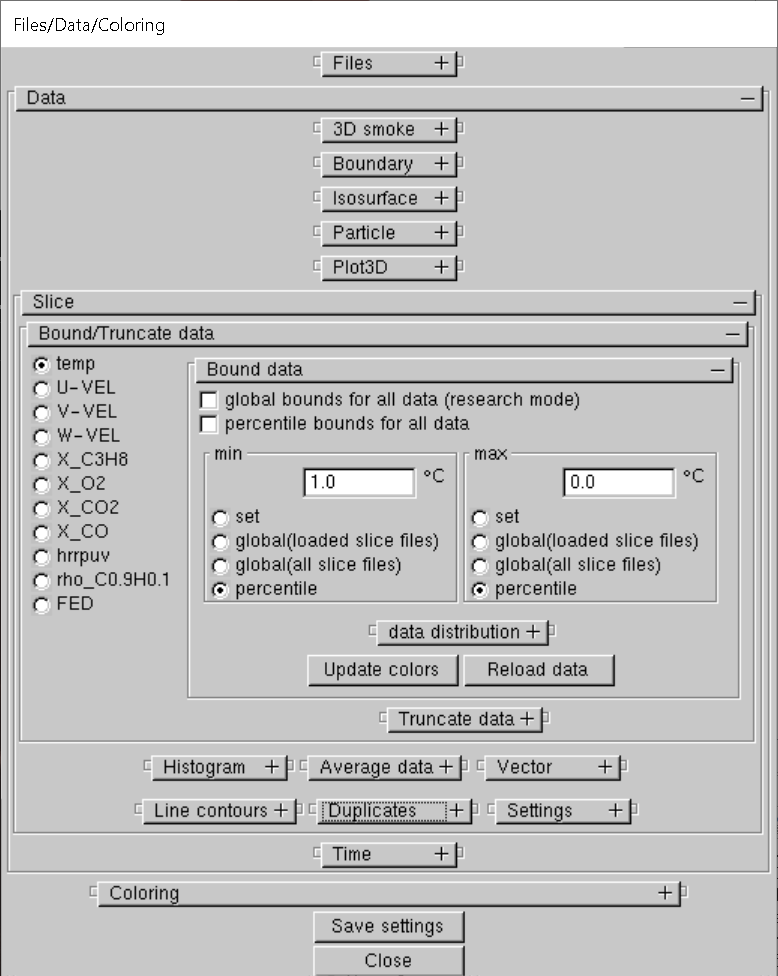 Files/Data/Coloring
Files +
Data −
3D smoke +
Boundary +
Isosurface +
Particle +
Plot3D +
Slice −
Bound/Truncate data −
temp
U-VEL
V-VEL
W-VEL
X_C3H8
X_O2
X_CO2
X_CO
hrrpuv
rho_C0.9H0.1
FED
Bound data −
global bounds for all data (research mode)
percentile bounds for all data
min
1.0 °C
set
global(loaded slice files)
global(all slice files)
percentile
max
0.0 °C
set
global(loaded slice files)
global(all slice files)
percentile
data distribution +
Update colors Reload data
Truncate data +
Histogram + Average data + Vector +
Line contours + Duplicates + Settings +
Time +
Coloring +
Save settings
Close